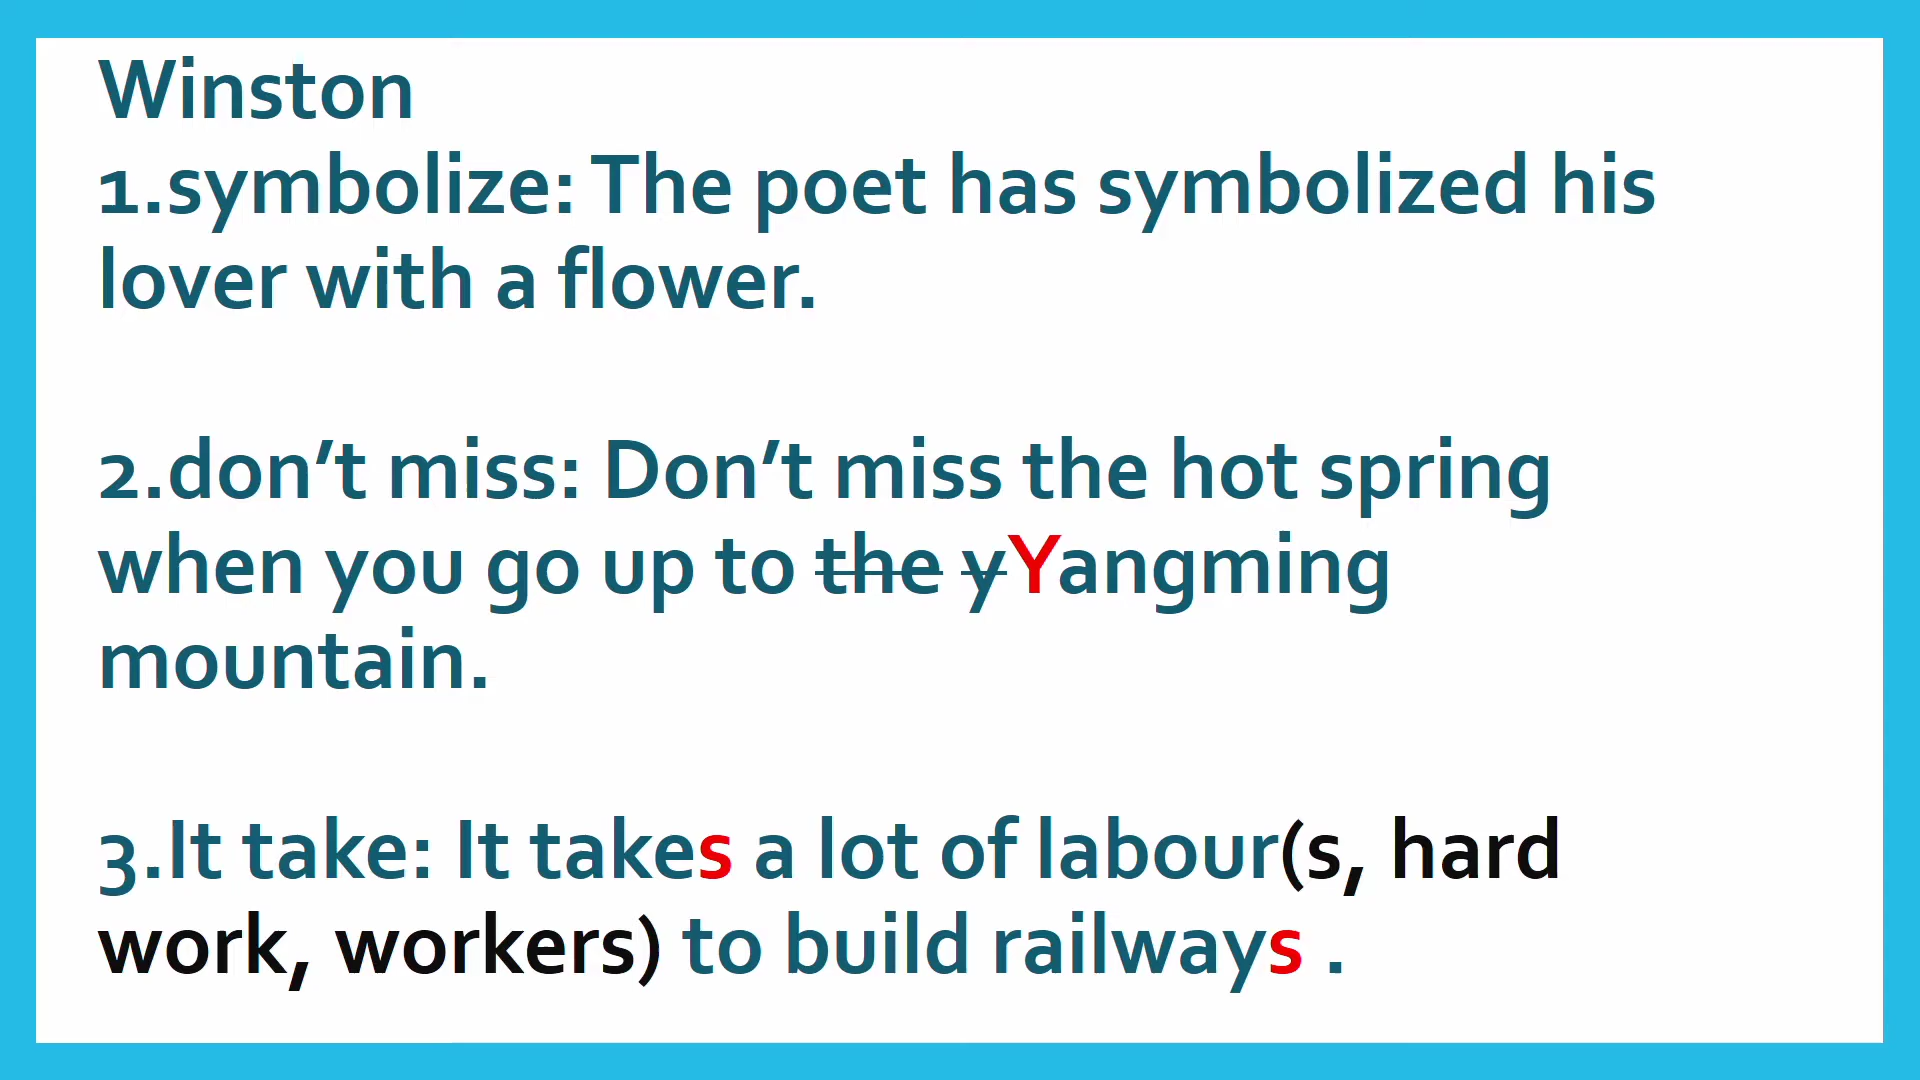 Winston
1.symbolize: The poet has symbolized his
lover with a flower.
2.don’t miss: Don’t miss the hot spring
when you go up to the yYangming
mountain.
3.It take: It takes a lot of labour(s, hard
work, workers) to build railways .